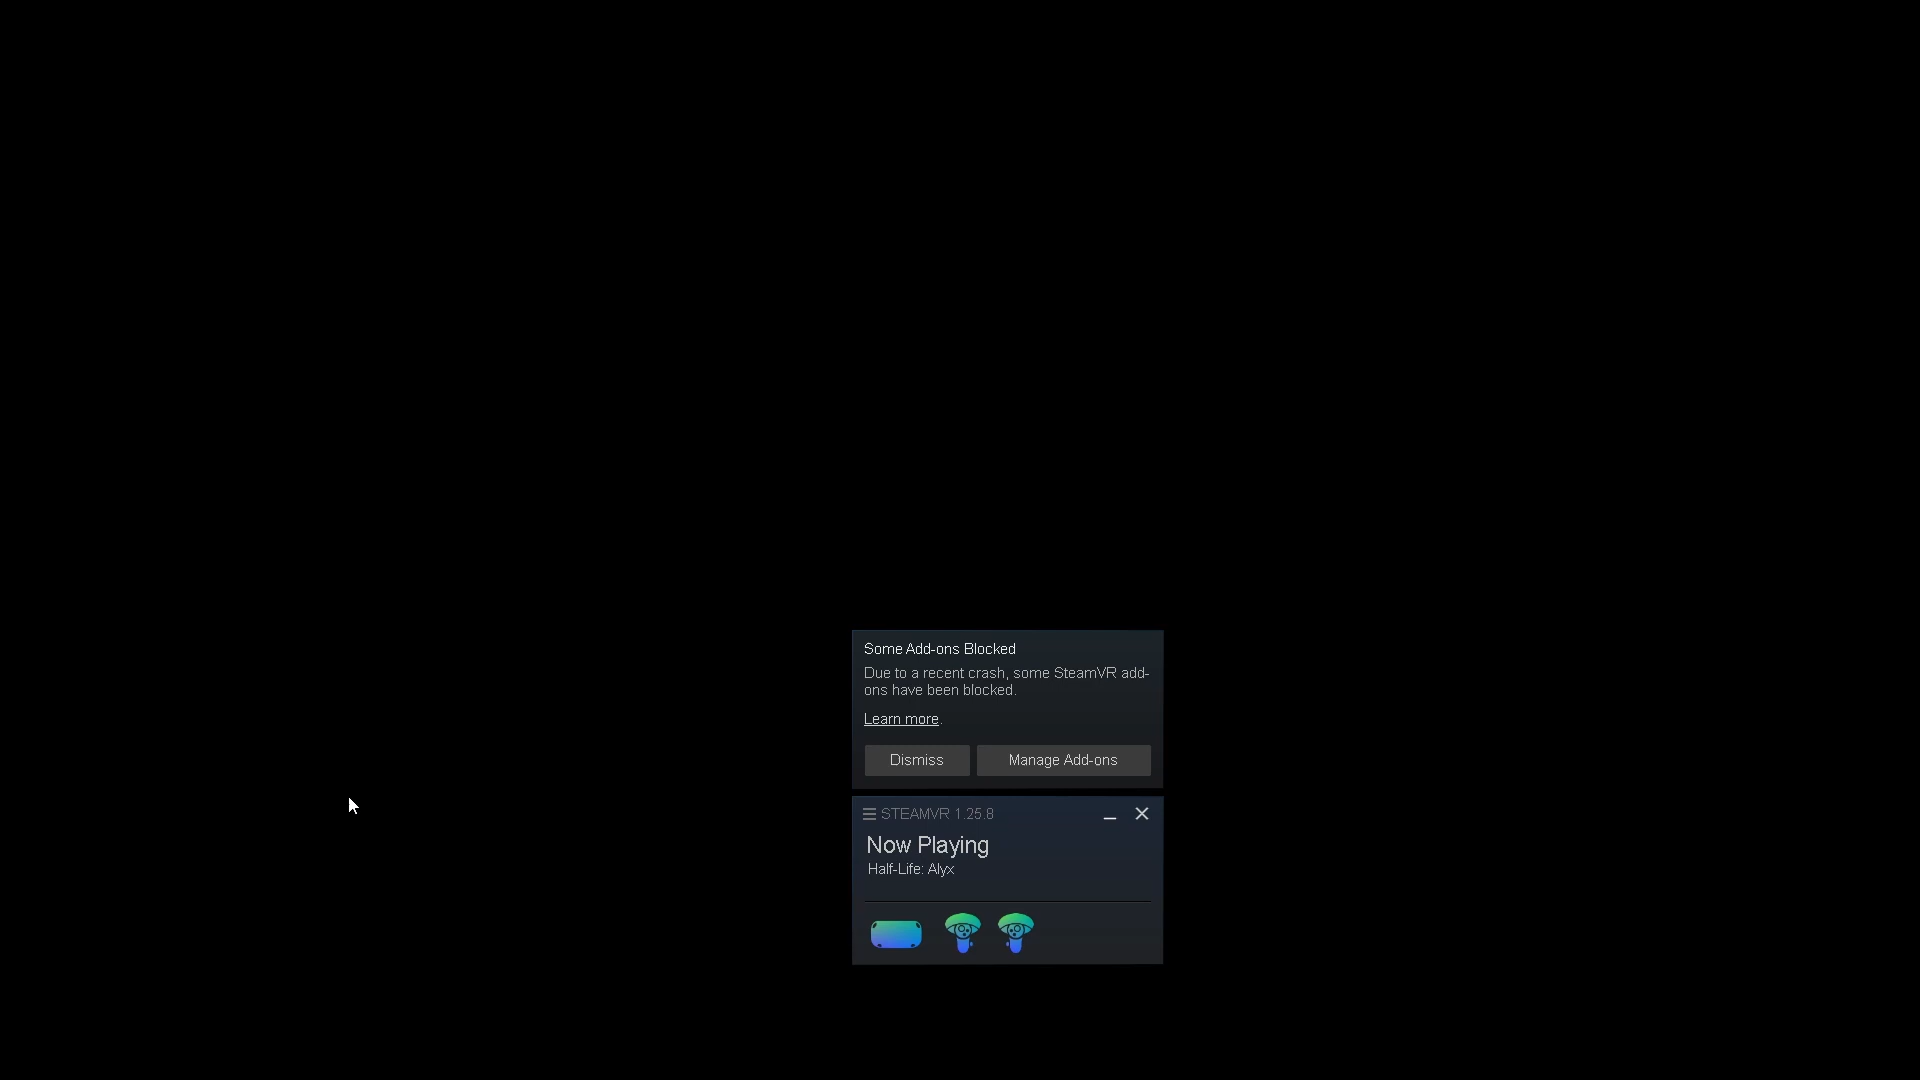 Some Add-ons Blocked
Due to a recent crash, some SteamVR add-
ons have been blocked.
Learn more.
Dismiss
Manage Add-ons
STEAMVR 1.25.8
Now Playing
Half-Life: Alyx